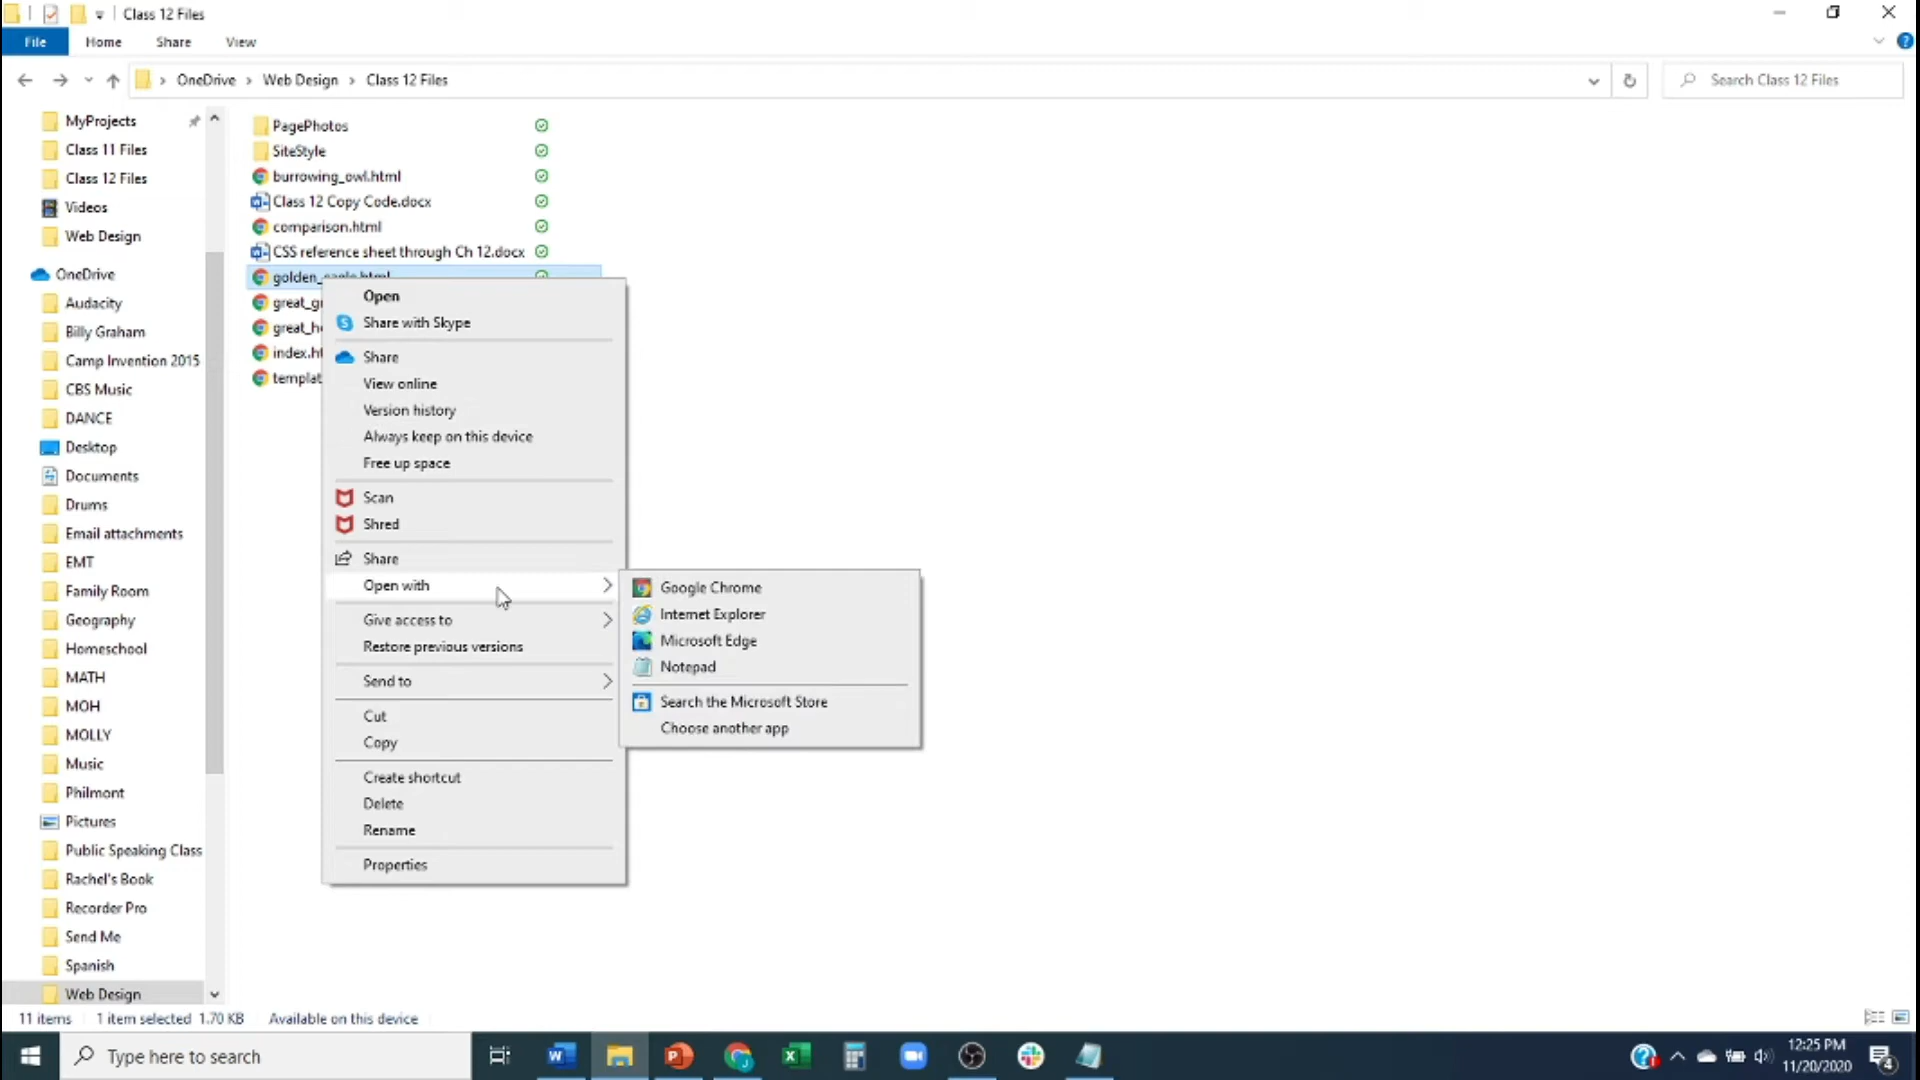 Class 12 Files
File Home Share View
OneDrive Web Design Class 12 Files
Search Class 12 Files
MyProjects
Class 11 Files
Class 12 Files
Videos
Web Design
OneDrive
Audacity
Billy Graham
Camp Invention 2015
CBS Music
DANCE
Desktop
Documents
Drums
Email attachments
EMT
Family Room
Geography
Homeschool
MATH
MOH
MOLLY
Music
Philmont
Pictures
Public Speaking Class
Rachel's Book
Recorder Pro
Send Me
Spanish
Web Design
PagePhotos
SiteStyle
burrowing_owl.html
Class 12 Copy Code.docx
comparison.html
CSS reference sheet through Ch 12.docx
golden_eagle.html
great_gr
great_h
index.ht
templat
Open
Share with Skype
Share
View online
Version history
Always keep on this device
Free up space
Scan
Shred
Share
Open with
Give access to
Restore previous versions
Send to
Cut
Copy
Create shortcut
Delete
Rename
Properties
Google Chrome
Internet Explorer
Microsoft Edge
Notepad
Search the Microsoft Store
Choose another app
11 items 1 item selected 1.70 KB Available on this device
Type here to search
12:25 PM
11/20/2020
4